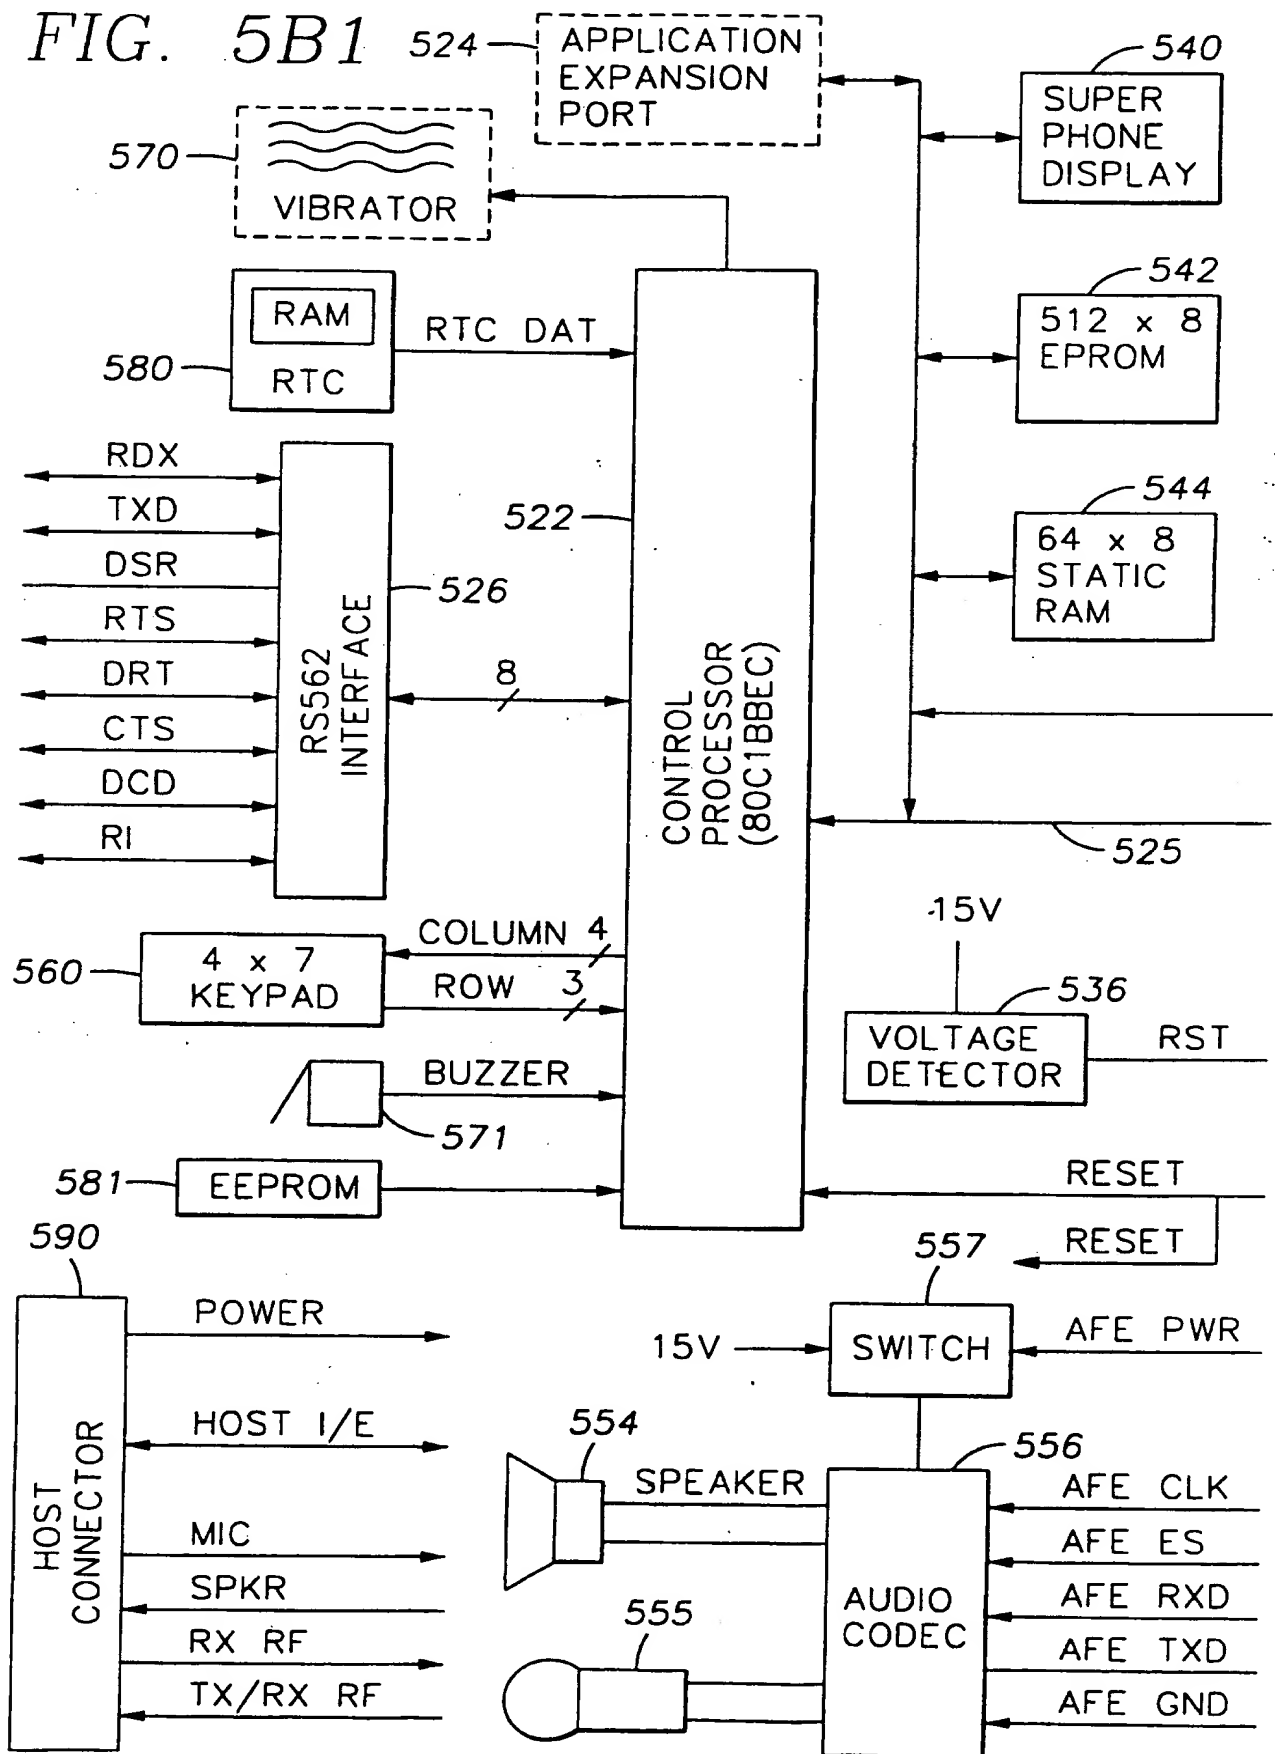 FIG. 5B1
524
APPLICATION
EXPANSION
PORT
540
SUPER
PHONE
DISPLAY
570
VIBRATOR
542
512 x 8
EPROM
RAM
RTC
580
RTC DAT
544
64 x 8
STATIC
RAM
RDX
TXD
DSR
RTS
DRT
CTS
DCD
RI
526
RS562
INTERFACE
8
522
CONTROL
PROCESSOR
(80C1BBEC)
525
560
4 x 7
KEYPAD
COLUMN 4
ROW 3
15V
536
VOLTAGE
DETECTOR
RST
BUZZER
571
581
EEPROM
RESET
RESET
590
HOST
CONNECTOR
POWER
HOST I/E
MIC
SPKR
RX RF
TX/RX RF
557
15V
SWITCH
AFE PWR
554
SPEAKER
556
555
AUDIO
CODEC
AFE CLK
AFE ES
AFE RXD
AFE TXD
AFE GND